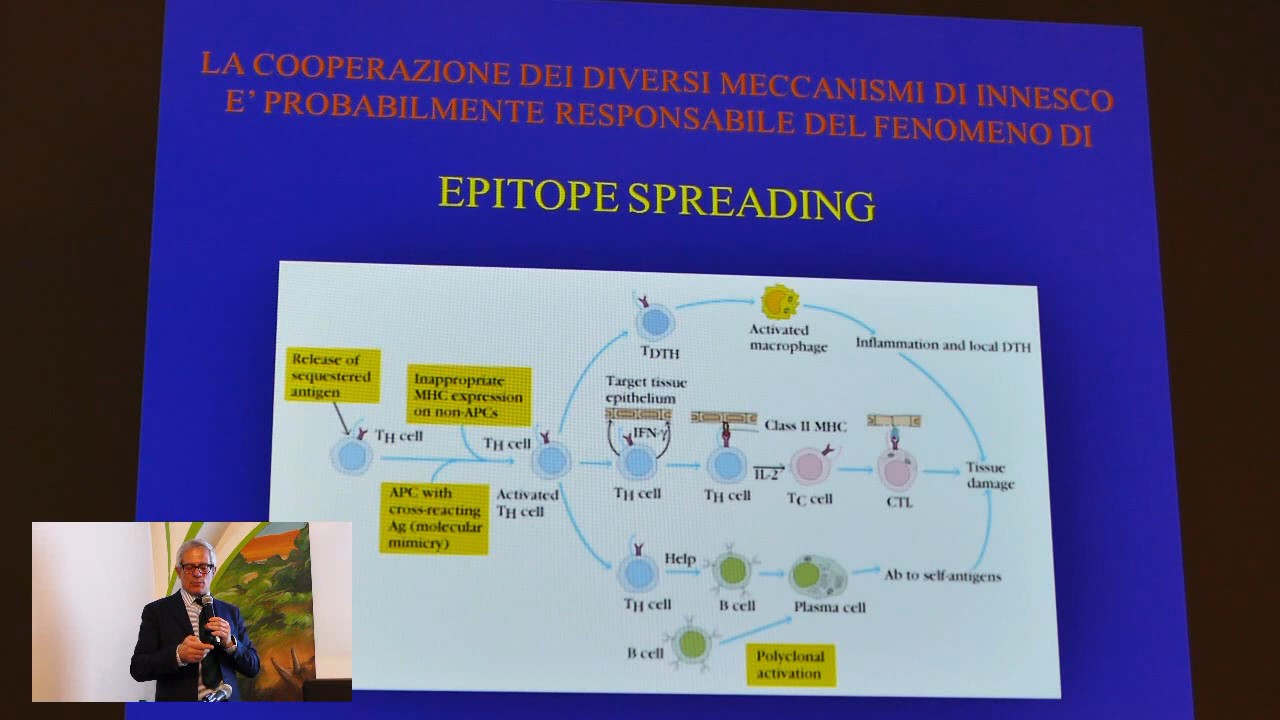 LA COOPERAZIONE DEI DIVERSI MECCANISMI DI INNESCO
E' PROBABILMENTE RESPONSABILE DEL FENOMENO DI
EPITOPE SPREADING
Release of
sequestered
antigen
TH cell
Inappropriate
MHC expression
on non-APCs
TH cell
APC with
cross-reacting
Ag (molecular
mimicry)
Activated
TH cell
TDTH
Activated
macrophage
Inflammation and local DTH
Target tissue
epithelium
IFN-γ
TH cell
Class II MHC
TH cell
IL-2
TC cell
CTL
Tissue
damage
Help
TH cell
B cell
Plasma cell
Ab to self-antigens
B cell
Polyclonal
activation